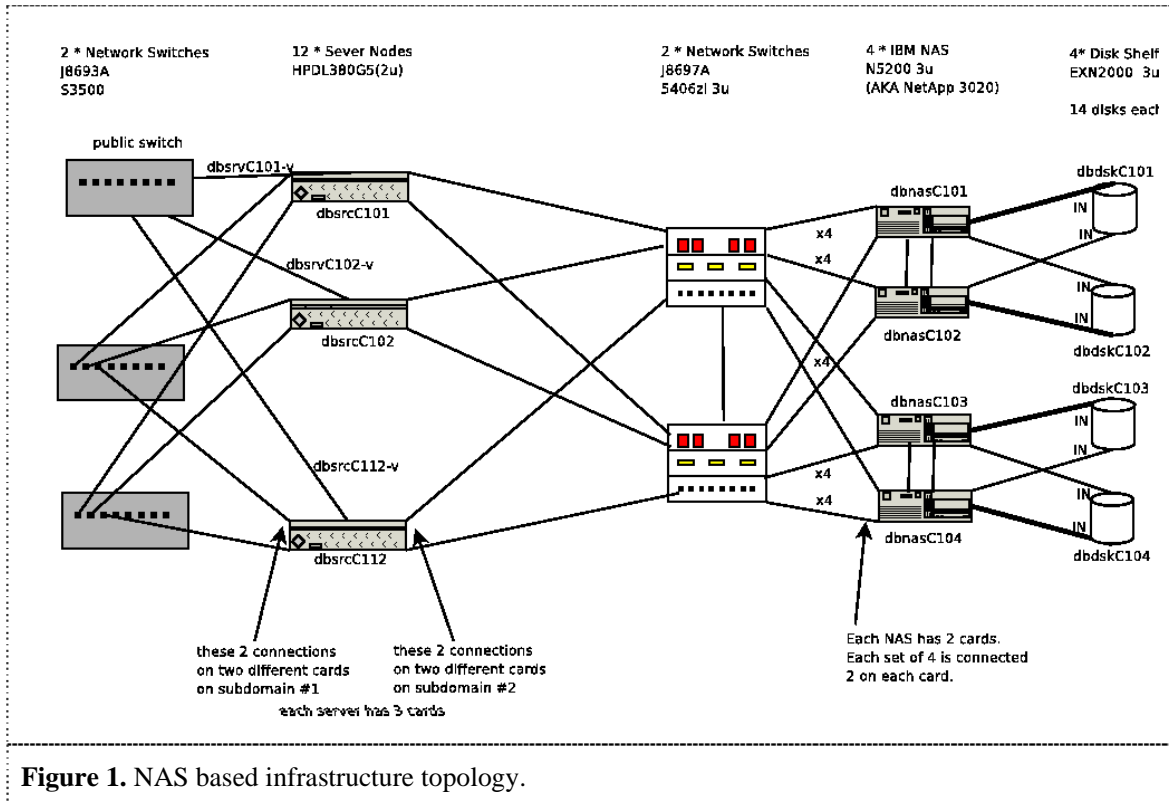 2 * Network Switches
J8693A
S3500
12 * Sever Nodes
HPDL380G5(2u)
2 * Network Switches
J8697A
5406zl 3u
4 * IBM NAS
N5200 3u
(AKA NetApp 3020)
4* Disk Shelf
EXN2000 3u
14 disks each
public switch
dbsrvC101-v
dbsrcC101
dbsrvC102-v
dbsrcC102
dbsrcC112-v
dbsrcC112
x4
x4
x4
x4
x4
dbnasC101
dbnasC102
dbnasC103
dbnasC104
dbdskC101
IN
IN
IN
IN
dbdskC102
dbdskC103
IN
IN
IN
IN
dbdskC104
these 2 connections
on two different cards
on subdomain #1
these 2 connections
on two different cards
on subdomain #2
each server has 3 cards
Each NAS has 2 cards.
Each set of 4 is connected
2 on each card.
Figure 1. NAS based infrastructure topology.